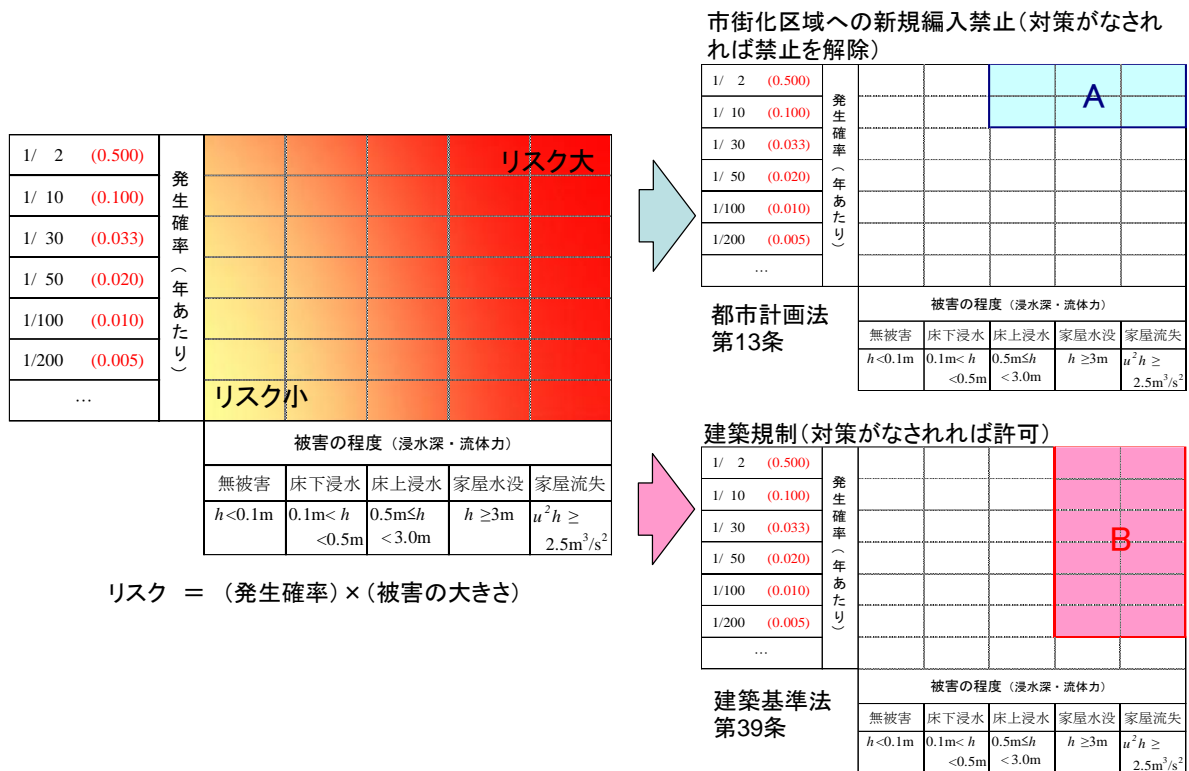 市街化区域への新規編入禁止(対策がなされ
れば禁止を解除)
1/ 2 (0.500)
1/ 10 (0.100)
1/ 30 (0.033)
1/ 50 (0.020)
1/100 (0.010)
1/200 (0.005)
…
発生確率(年あたり)
A
被害の程度(浸水深・流体力)
無被害 床下浸水 床上浸水 家屋水没 家屋流失
h<0.1m 0.1m< h 0.5m≤h h ≥3m u²h ≥
<0.5m <3.0m 2.5m³/s²
都市計画法
第13条
1/ 2 (0.500)
1/ 10 (0.100)
1/ 30 (0.033)
1/ 50 (0.020)
1/100 (0.010)
1/200 (0.005)
…
発生確率(年あたり)
リスク大
リスク小
被害の程度(浸水深・流体力)
無被害 床下浸水 床上浸水 家屋水没 家屋流失
h<0.1m 0.1m< h 0.5m≤h h ≥3m u²h ≥
<0.5m <3.0m 2.5m³/s²
リスク = (発生確率)×(被害の大きさ)
建築規制(対策がなされれば許可)
1/ 2 (0.500)
1/ 10 (0.100)
1/ 30 (0.033)
1/ 50 (0.020)
1/100 (0.010)
1/200 (0.005)
…
発生確率(年あたり)
B
被害の程度(浸水深・流体力)
無被害 床下浸水 床上浸水 家屋水没 家屋流失
h<0.1m 0.1m< h 0.5m≤h h ≥3m u²h ≥
<0.5m <3.0m 2.5m³/s²
建築基準法
第39条